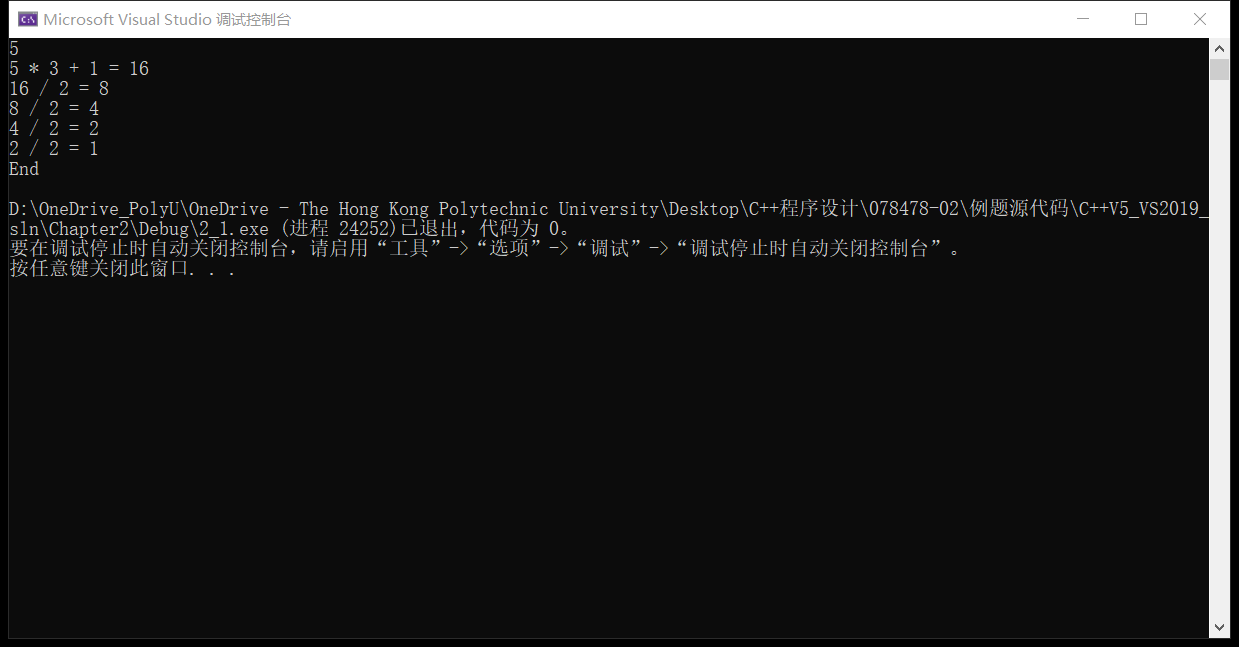 Microsoft Visual Studio 调试控制台
5
5 * 3 + 1 = 16
16 / 2 = 8
8 / 2 = 4
4 / 2 = 2
2 / 2 = 1
End
D:\OneDrive_PolyU\OneDrive - The Hong Kong Polytechnic University\Desktop\C++程序设计\078478-02\例题源代码\C++V5_VS2019_
sln\Chapter2\Debug\2_1.exe (进程 24252)已退出，代码为 0。
要在调试停止时自动关闭控制台，请启用“工具”->“选项”->“调试”->“调试停止时自动关闭控制台”。
按任意键关闭此窗口. . .